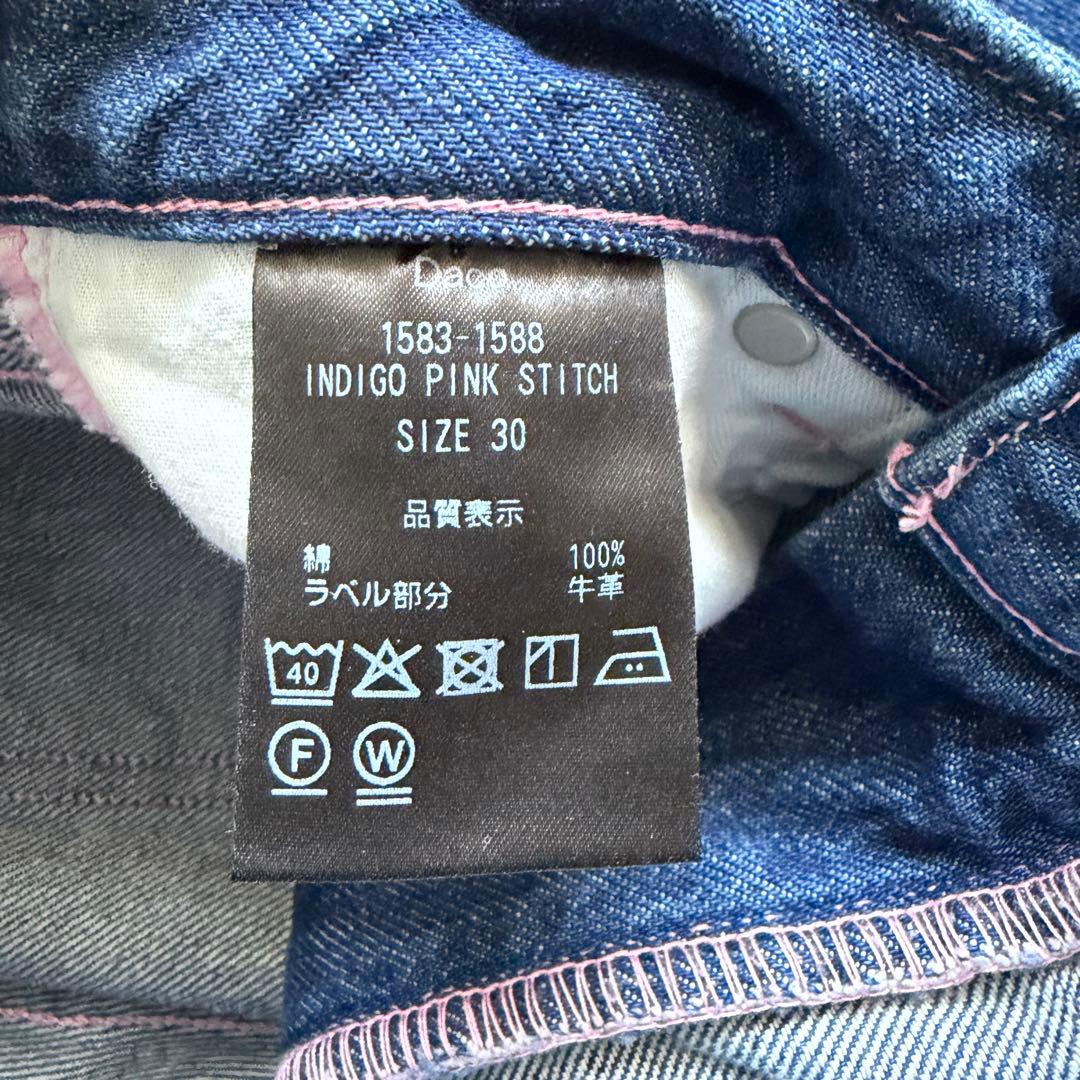 1583-1588
INDIGO PINK STITCH
SIZE 30
品質表示
綿 100%
ラベル部分 牛革
40
F W